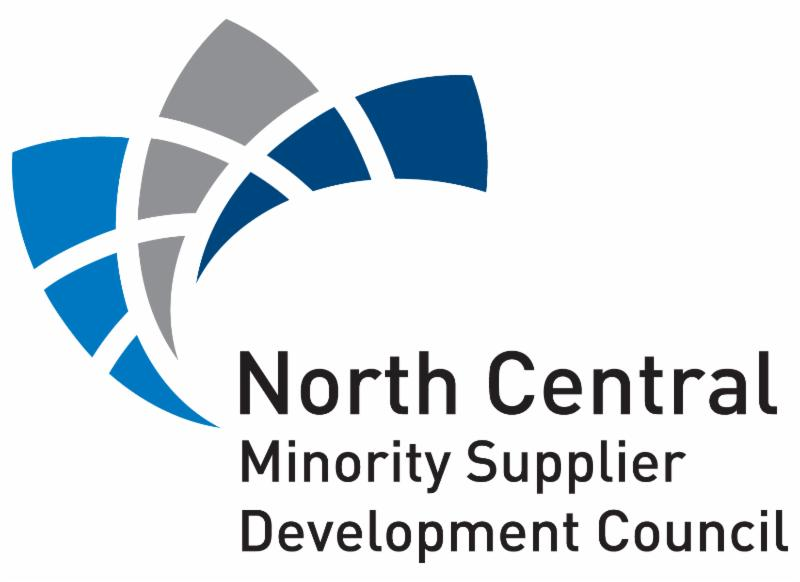 North Central
Minority Supplier
Development Council